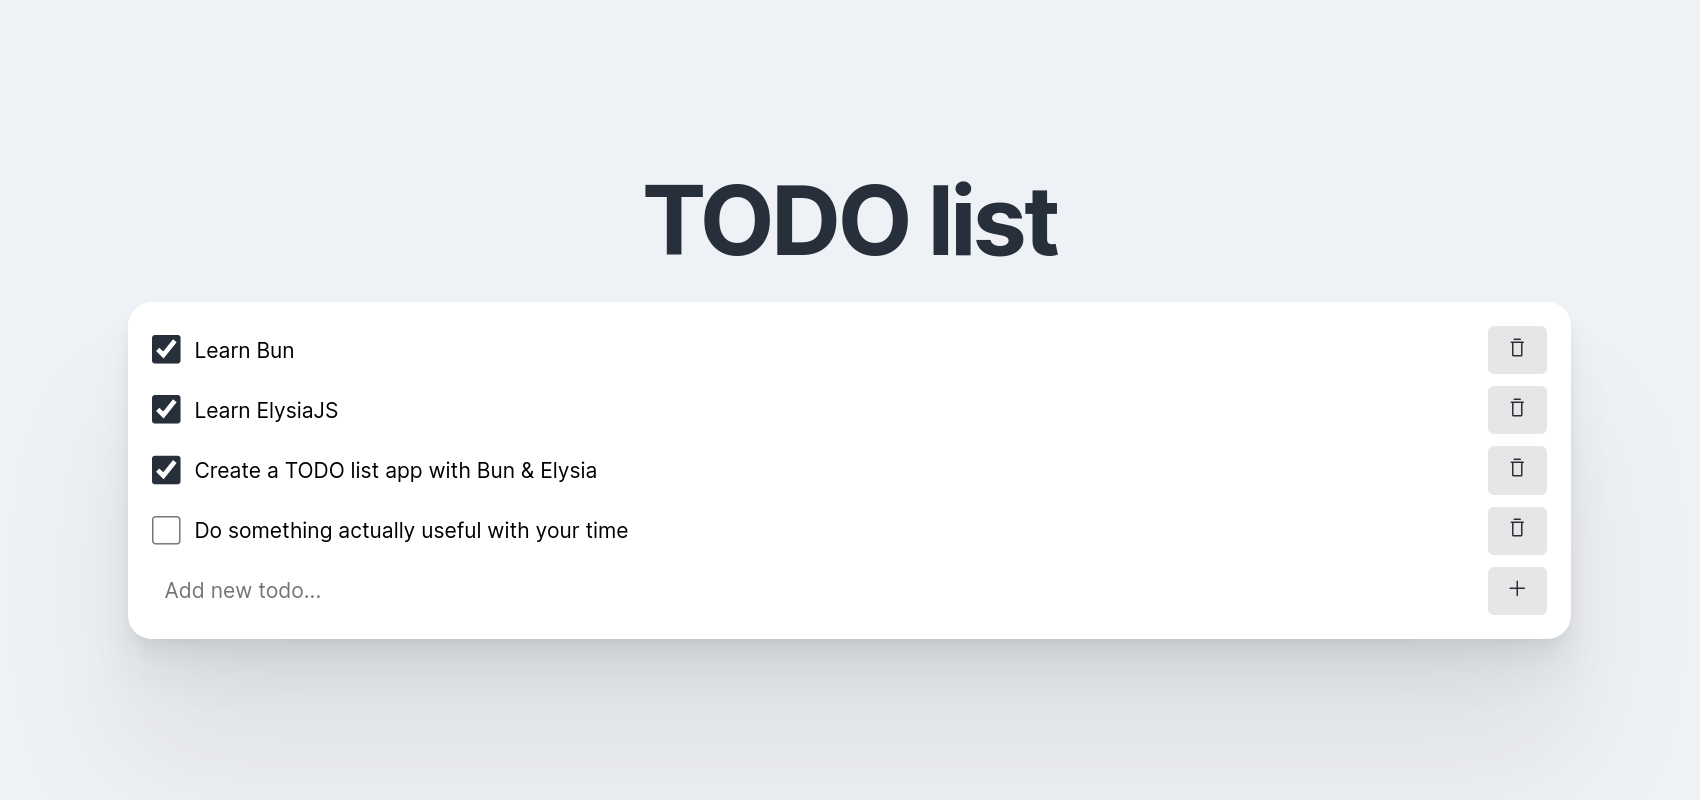 TODO list
Learn Bun
Learn ElysiaJS
Create a TODO list app with Bun & Elysia
Do something actually useful with your time
Add new todo...